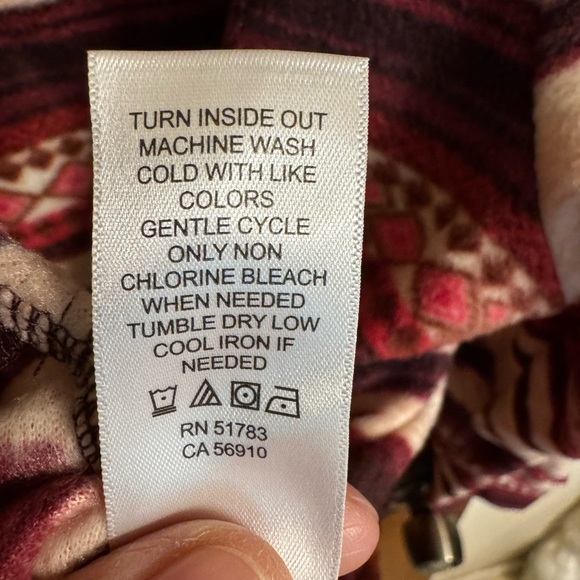 TURN INSIDE OUT
MACHINE WASH
COLD WITH LIKE
COLORS
GENTLE CYCLE
ONLY NON
CHLORINE BLEACH
WHEN NEEDED
TUMBLE DRY LOW
COOL IRON IF
NEEDED
RN 51783
CA 56910